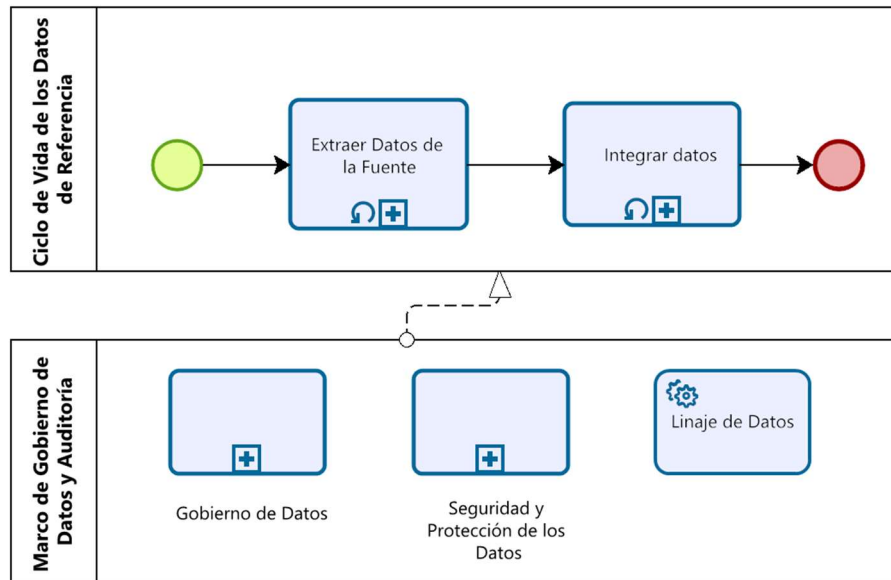 Ciclo de Vida de los Datos
de Referencia
Extraer Datos de
la Fuente
Integrar datos
Marco de Gobierno de
Datos y Auditoría
Gobierno de Datos
Seguridad y
Protección de los
Datos
Linaje de Datos